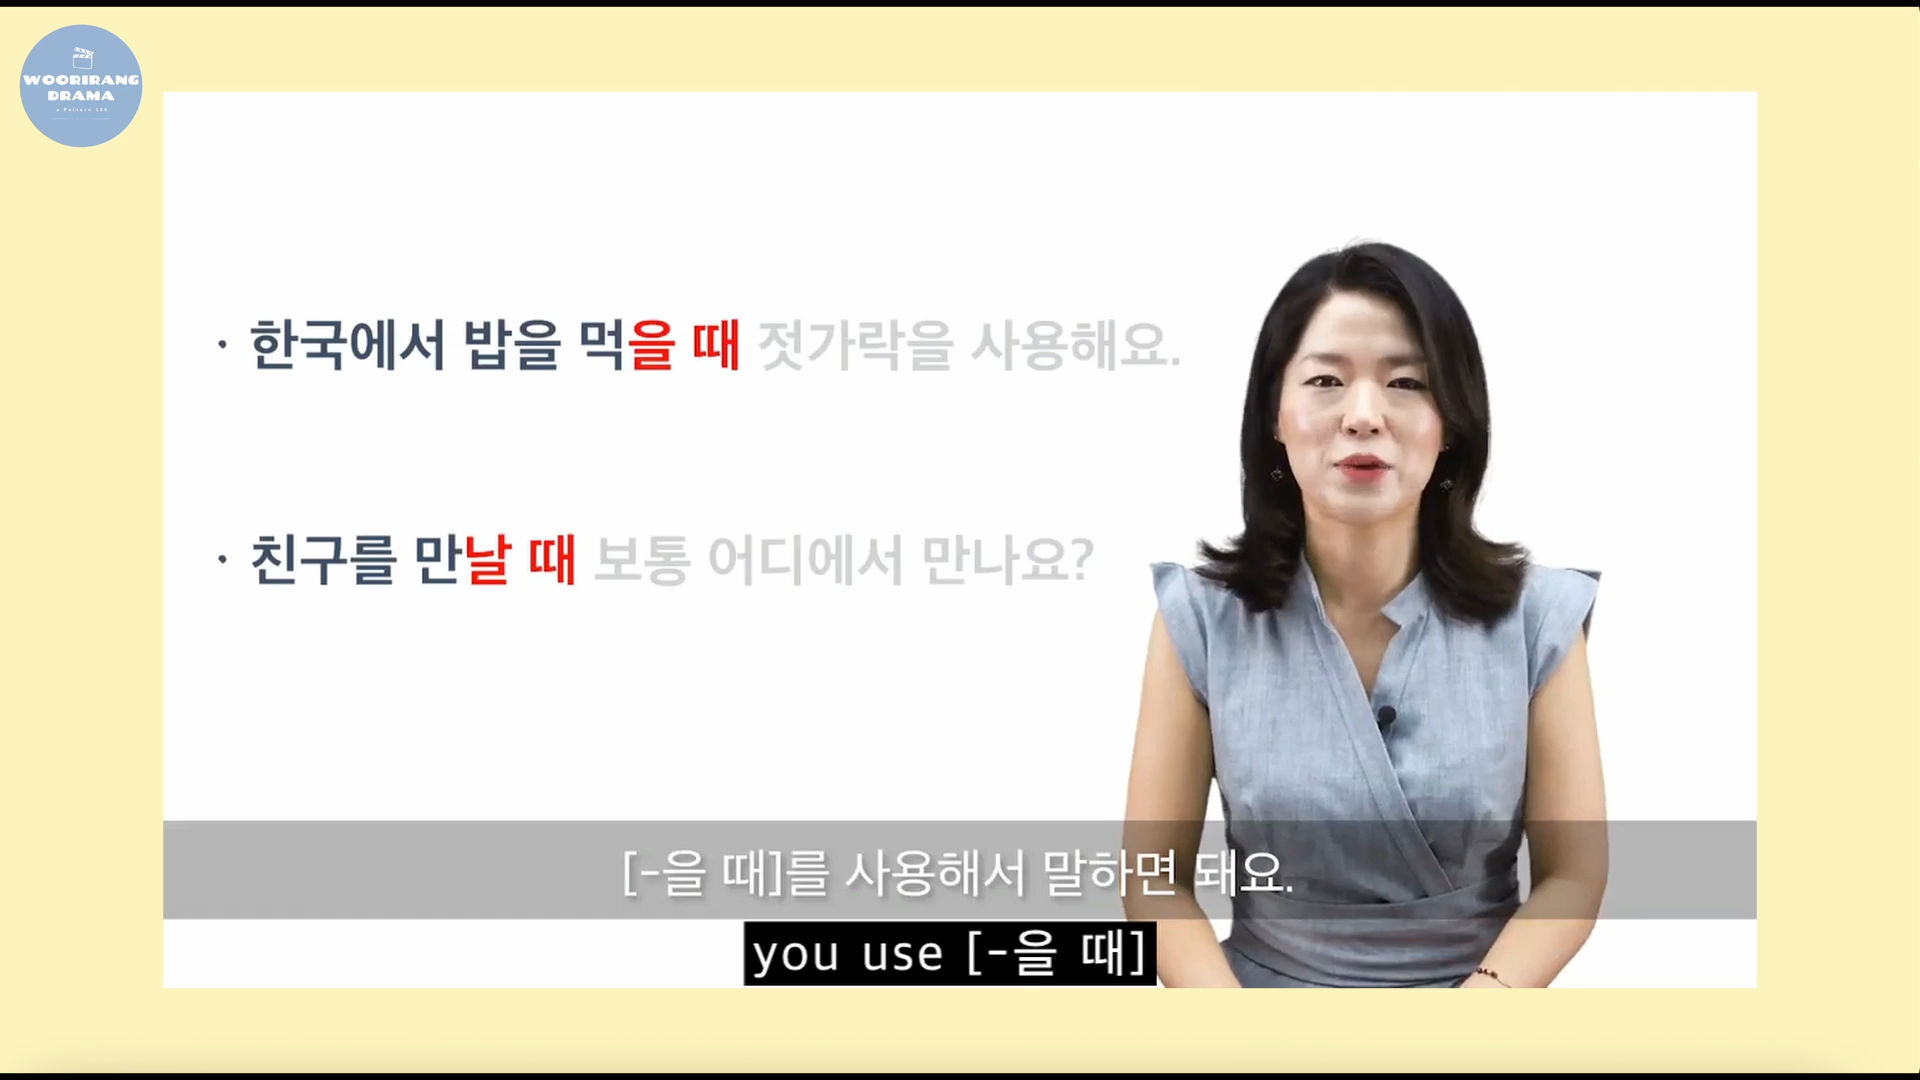 WOORIRANG
DRAMA
· 한국에서 밥을 먹을 때 젓가락을 사용해요.
· 친구를 만날 때 보통 어디에서 만나요?
[-을 때]를 사용해서 말하면 돼요.
you use [-을 때]